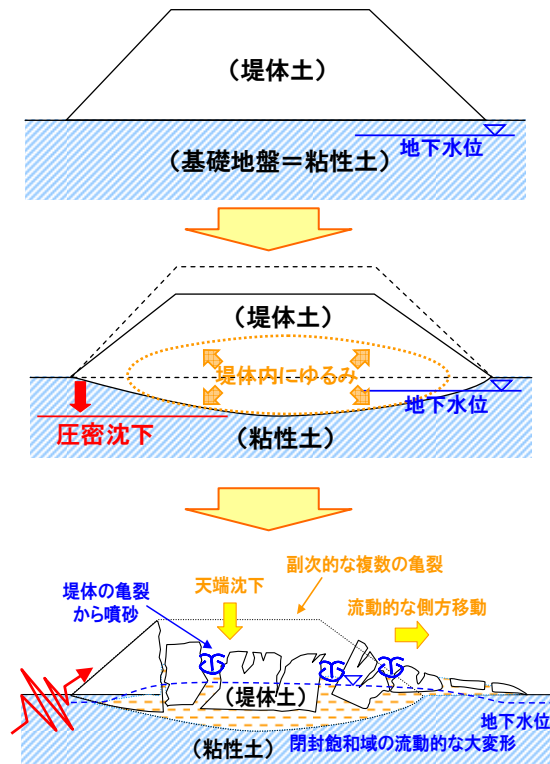 （堤体土）
地下水位
（基礎地盤＝粘性土）
（堤体土）
堤体内にゆるみ
地下水位
圧密沈下
（粘性土）
副次的な複数の亀裂
天端沈下
堤体の亀裂
から噴砂
流動的な側方移動
（堤体土）
地下水位
（粘性土）
閉封飽和域の流動的な大変形